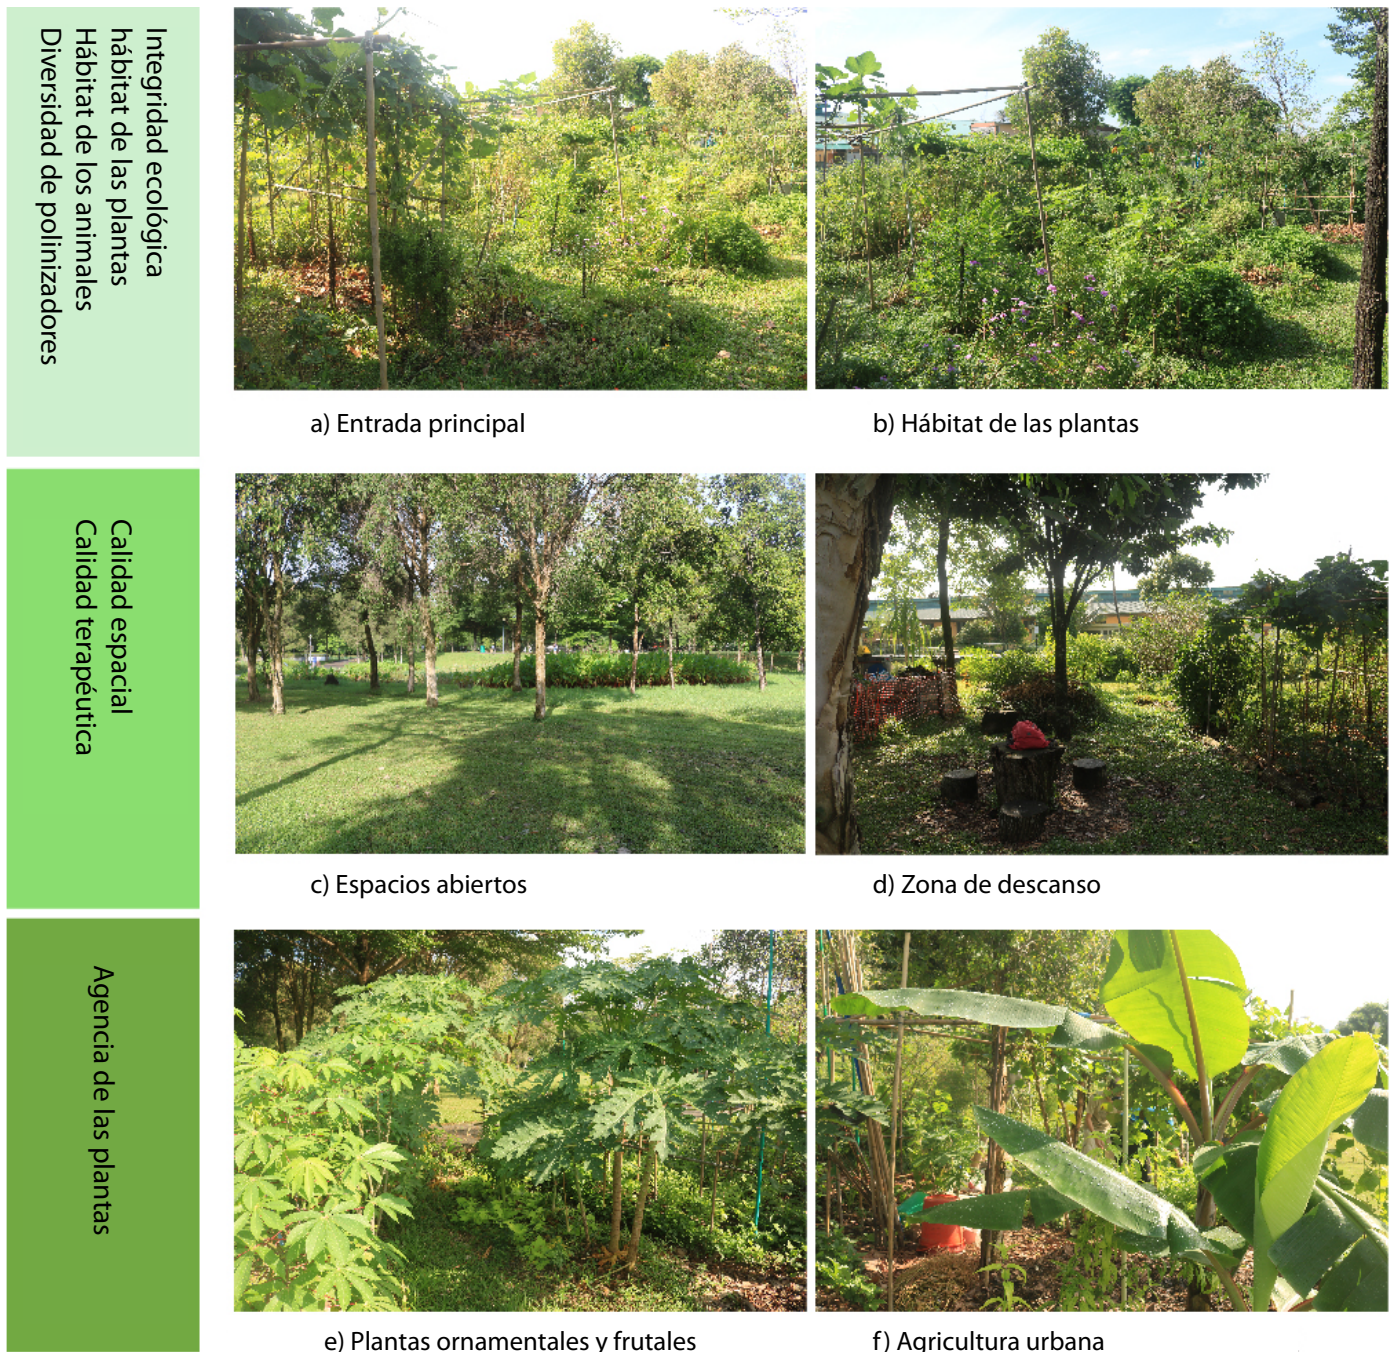 Integridad ecológica
hábitat de las plantas
Hábitat de los animales
Diversidad de polinizadores
a) Entrada principal
b) Hábitat de las plantas
Calidad espacial
Calidad terapéutica
c) Espacios abiertos
d) Zona de descanso
Agencia de las plantas
e) Plantas ornamentales y frutales
f) Agricultura urbana